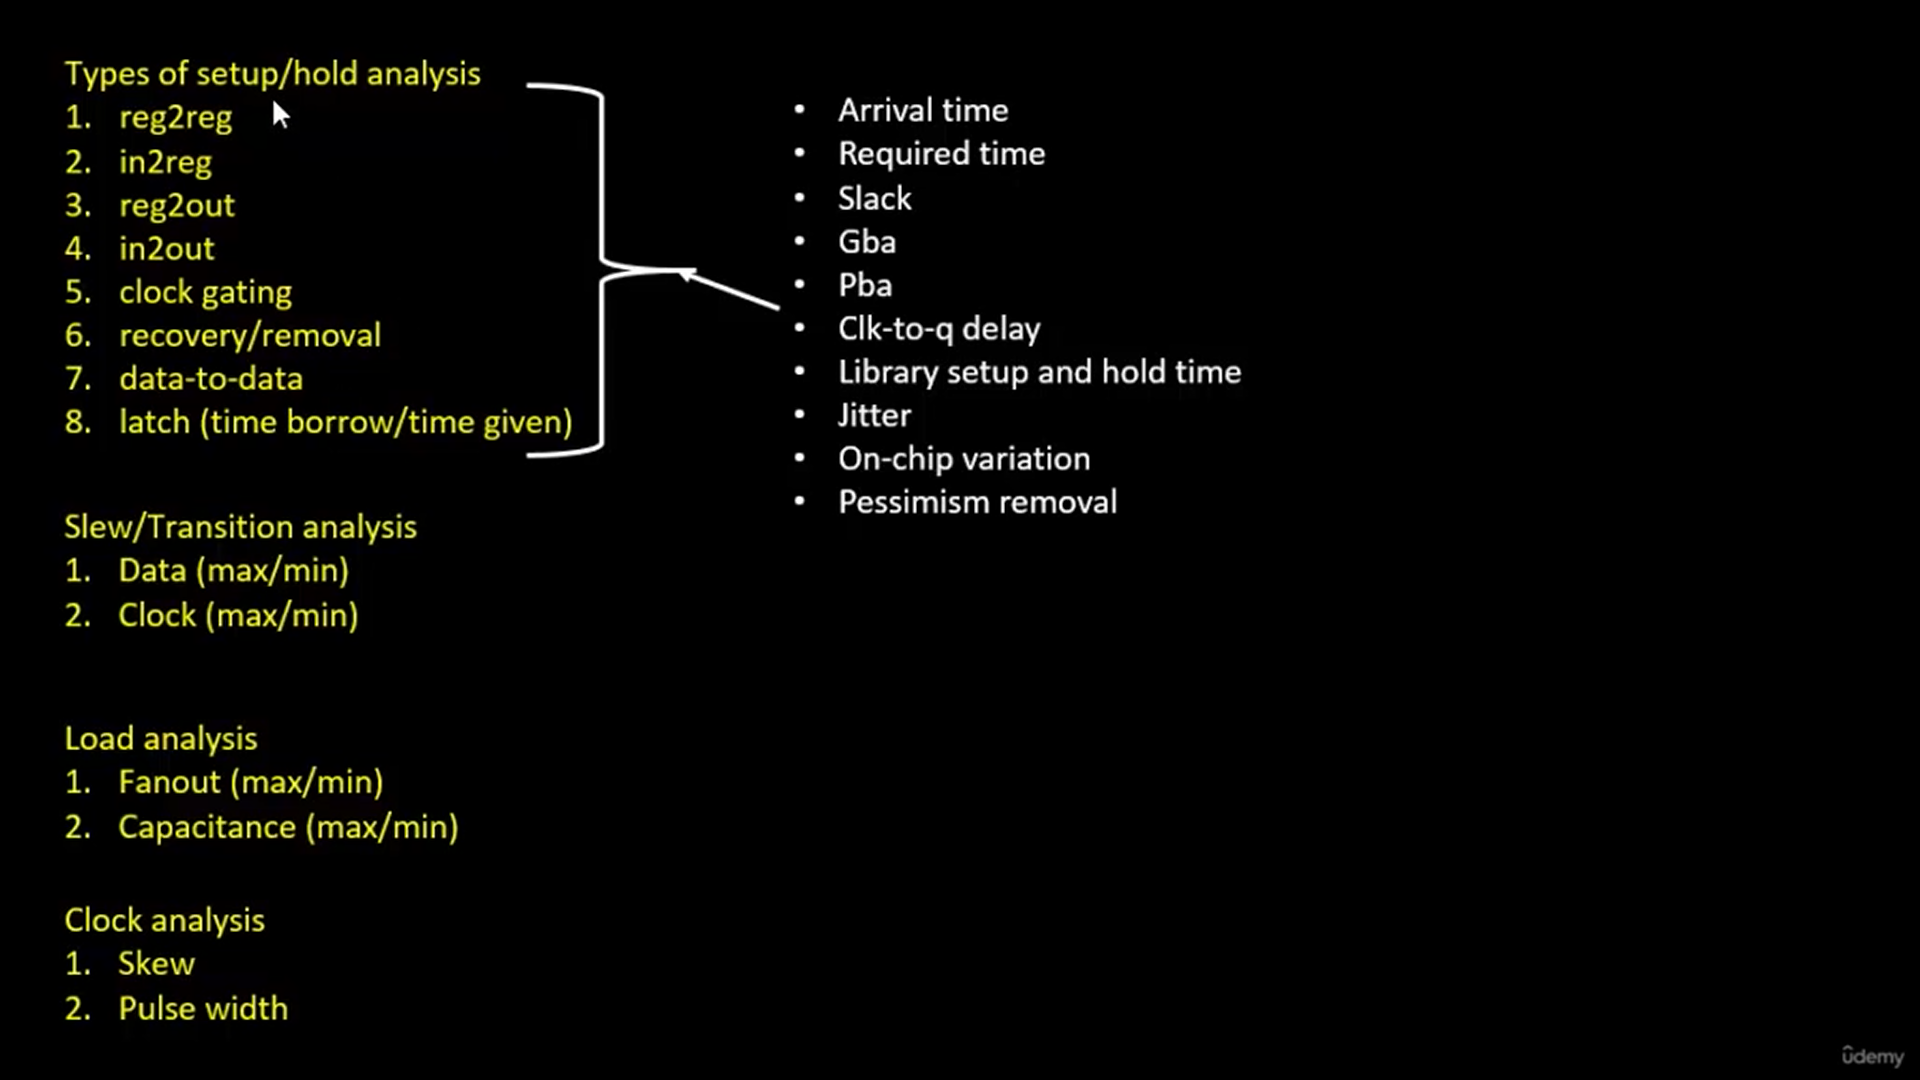 Types of setup/hold analysis
1. reg2reg
2. in2reg
3. reg2out
4. in2out
5. clock gating
6. recovery/removal
7. data-to-data
8. latch (time borrow/time given)
Slew/Transition analysis
1. Data (max/min)
2. Clock (max/min)
Load analysis
1. Fanout (max/min)
2. Capacitance (max/min)
Clock analysis
1. Skew
2. Pulse width
• Arrival time
• Required time
• Slack
• Gba
• Pba
• Clk-to-q delay
• Library setup and hold time
• Jitter
• On-chip variation
• Pessimism removal
ûdemy